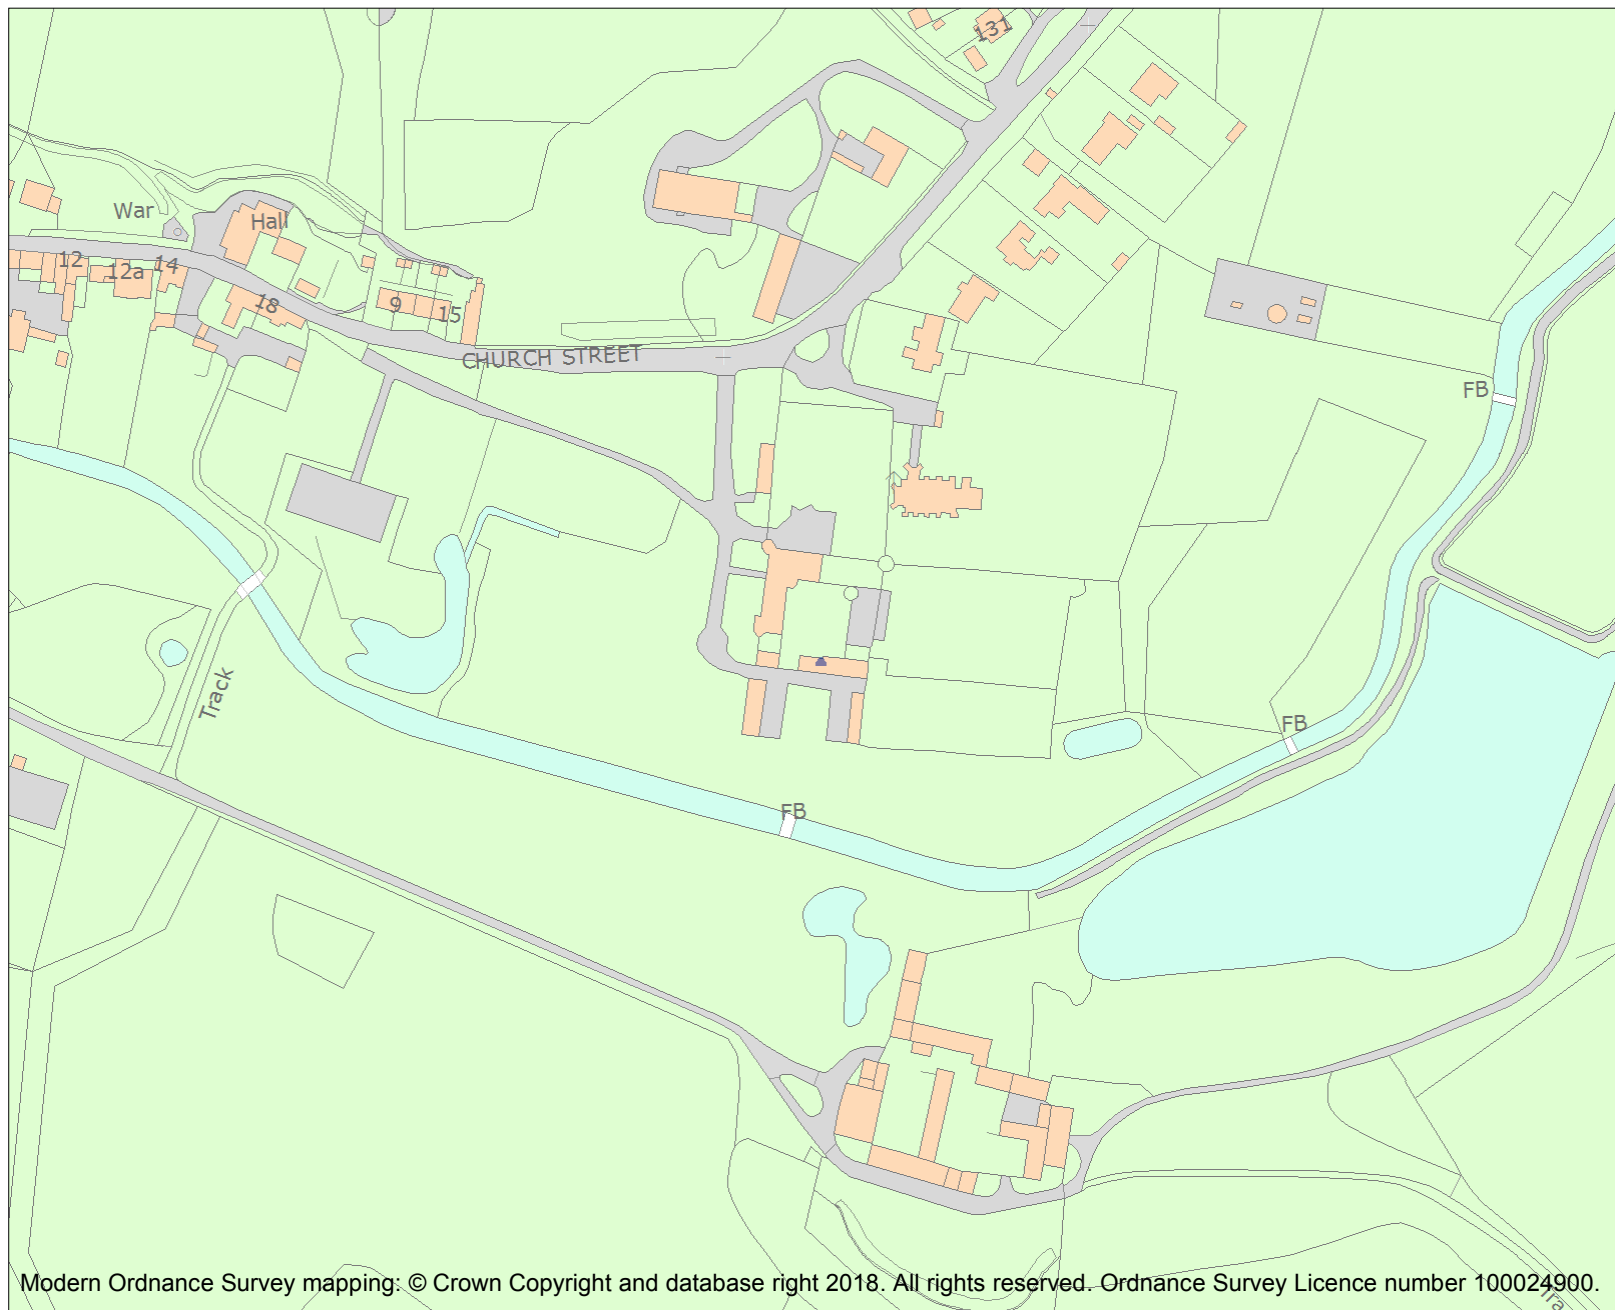 131
War
Hall
12
12a
14
18
9
15
CHURCH STREET
FB
Track
FB
FB
Modern Ordnance Survey mapping: © Crown Copyright and database right 2018. All rights reserved. Ordnance Survey Licence number 100024900.
Tra